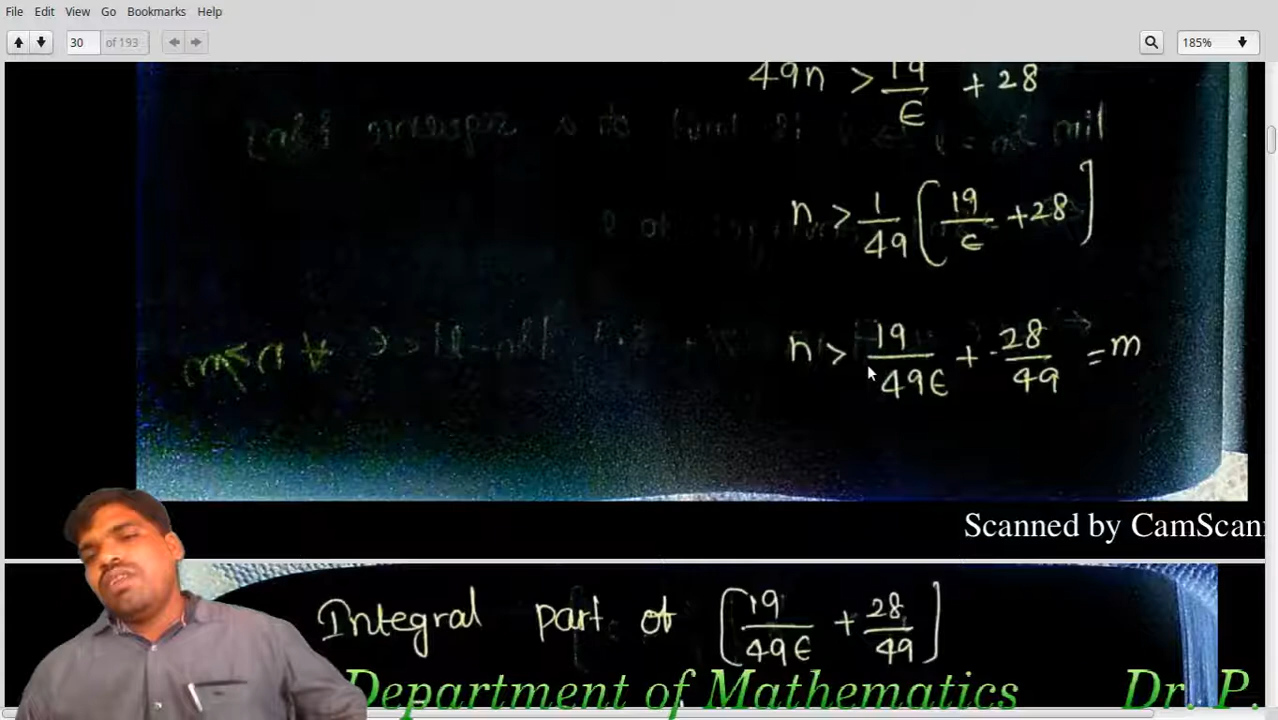 File Edit View Go Bookmarks Help
30 of 193 185%
49n > 19/ϵ + 28
n > 1/49 [19/ϵ + 28]
n > 19/49ϵ + 28/49 = m
Scanned by CamScan
Integral part of [19/49ϵ + 28/49]
Department of Mathematics Dr. P.